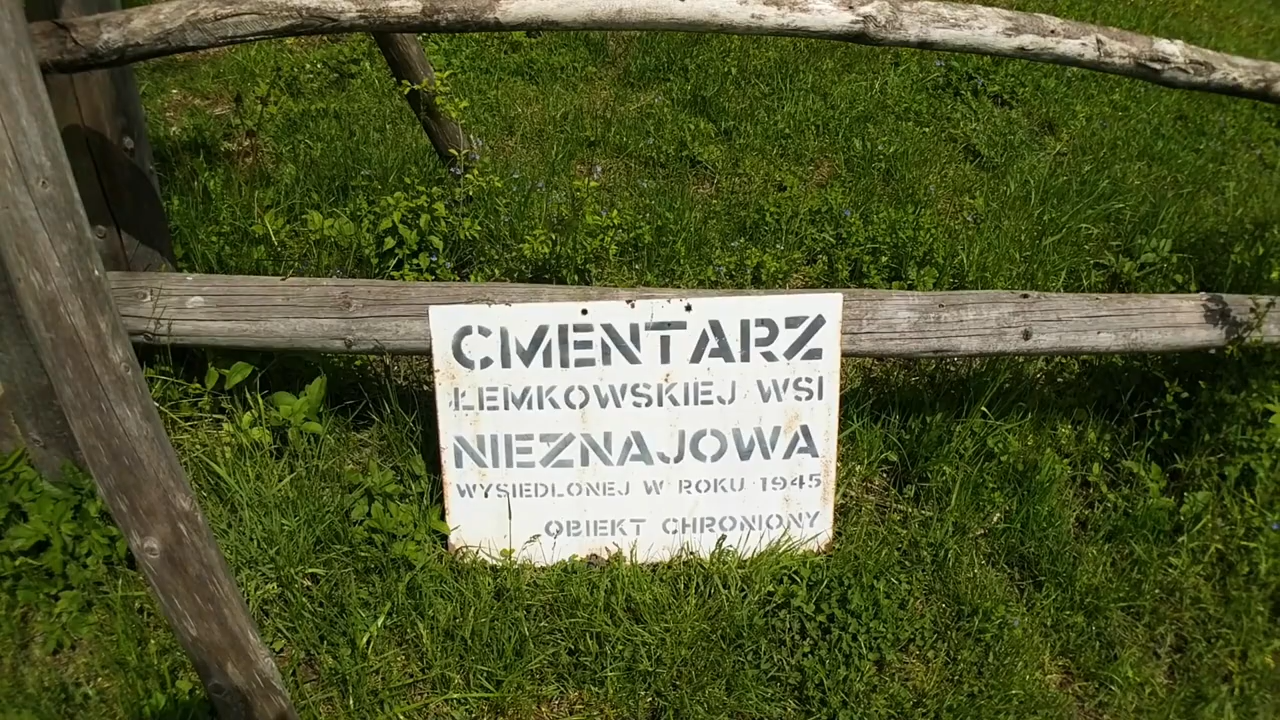 CMENTARZ
ŁEMKOWSKIEJ WSI
NIEZNAJOWA
WYSIEDLONEJ W ROKU 1945
OBIEKT CHRONIONY